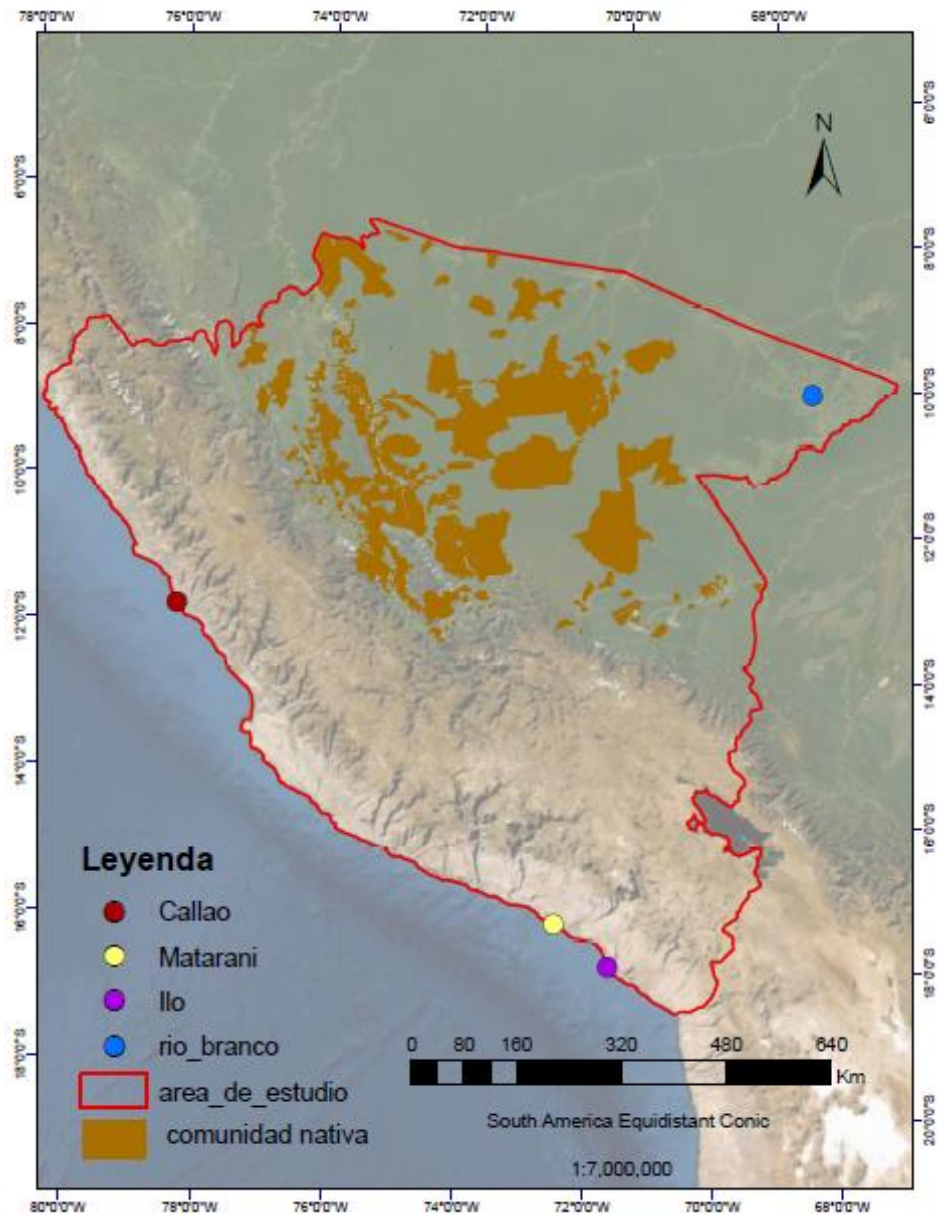 78°0'0"W 76°0'0"W 74°0'0"W 72°0'0"W 70°0'0"W 68°0'0"W
6°0'0"S
N
6°0'0"S
8°0'0"S
8°0'0"S
10°0'0"S
10°0'0"S
12°0'0"S
12°0'0"S
14°0'0"S
14°0'0"S
16°0'0"S
Leyenda
16°0'0"S
Callao
Matarani
18°0'0"S
Ilo
rio_branco
18°0'0"S
0 80 160 320 480 640
Km
area_de_estudio
South America Equidistant Conic
20°0'0"S
comunidad nativa
1:7,000,000
80°0'0"W 78°0'0"W 76°0'0"W 74°0'0"W 72°0'0"W 70°0'0"W 68°0'0"W